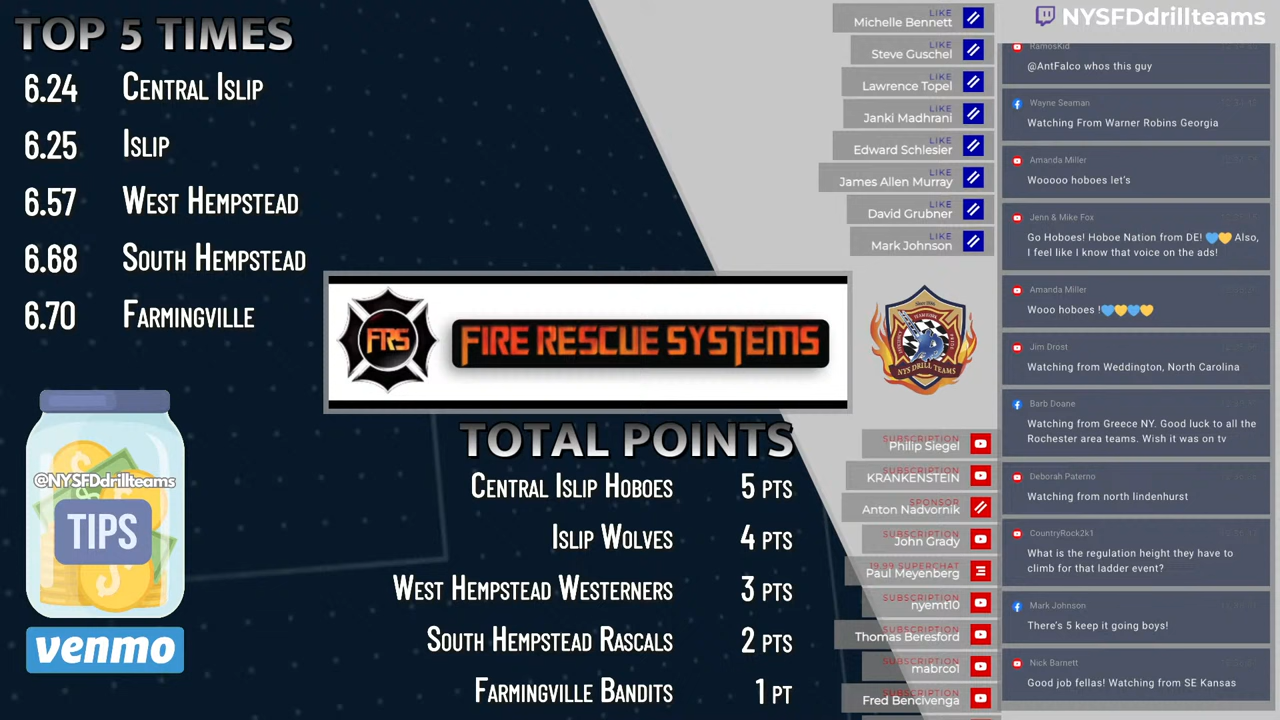 TOP 5 TIMES
6.24 Central Islip
6.25 Islip
6.57 West Hempstead
6.68 South Hempstead
6.70 Farmingville
@NYSFDdrillteams
TIPS
venmo
FRS
FIRE RESCUE SYSTEMS
TOTAL POINTS
Central Islip Hoboes 5 pts
Islip Wolves 4 pts
West Hempstead Westerners 3 pts
South Hempstead Rascals 2 pts
Farmingville Bandits 1 pt
LIKE
Michelle Bennett
LIKE
Steve Guschel
LIKE
Lawrence Topel
LIKE
Janki Madhrani
LIKE
Edward Schlesier
LIKE
James Allen Murray
LIKE
David Grubner
LIKE
Mark Johnson
NYS DRILL TEAMS
SUBSCRIPTION
Philip Siegel
SUBSCRIPTION
KRANKENSTEIN
SPONSOR
Anton Nadvornik
SUBSCRIPTION
John Grady
19.99 SUPERCHAT
Paul Meyenberg
SUBSCRIPTION
nyemt10
SUBSCRIPTION
Thomas Beresford
SUBSCRIPTION
mabrco1
SUBSCRIPTION
Fred Bencivenga
NYSFDdrillteams
RamosKid
@AntFalco whos this guy
Wayne Seaman
Watching From Warner Robins Georgia
Amanda Miller
Wooooo hoboes let's
Jenn & Mike Fox
Go Hoboes! Hoboe Nation from DE! 💙💛 Also,
I feel like I know that voice on the ads!
Amanda Miller
Wooo hoboes !💙💛💙💛
Jim Drost
Watching from Weddington, North Carolina
Barb Doane
Watching from Greece NY. Good luck to all the
Rochester area teams. Wish it was on tv
Deborah Paterno
Watching from north lindenhurst
CountryRock2k1
What is the regulation height they have to
climb for that ladder event?
Mark Johnson
There's 5 keep it going boys!
Nick Barnett
Good job fellas! Watching from SE Kansas